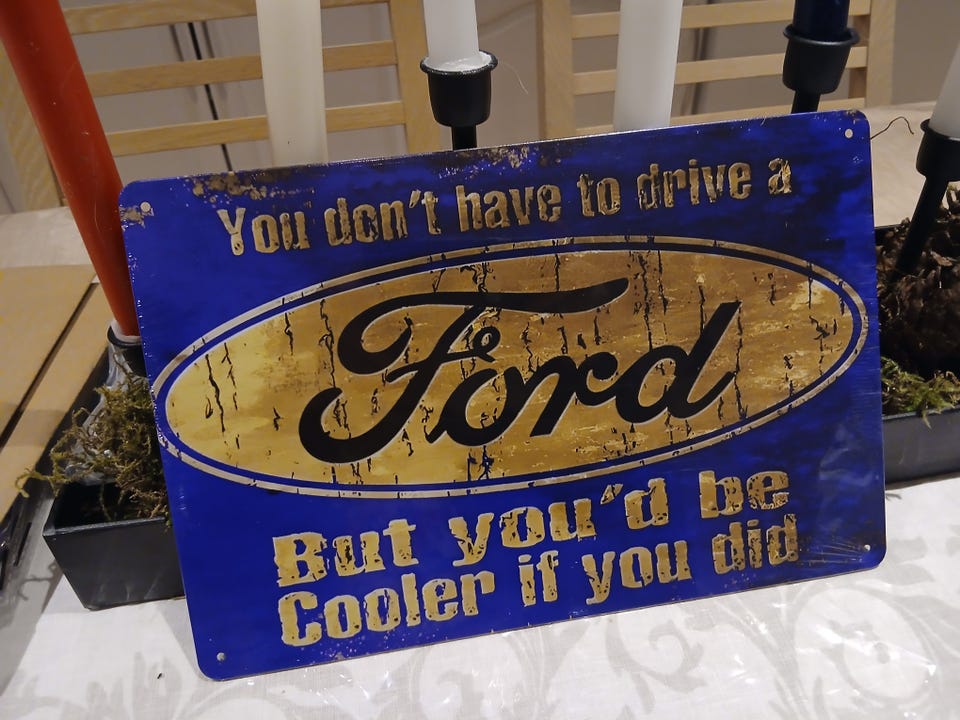 You don't have to drive a
Ford
But you'd be
Cooler if you did